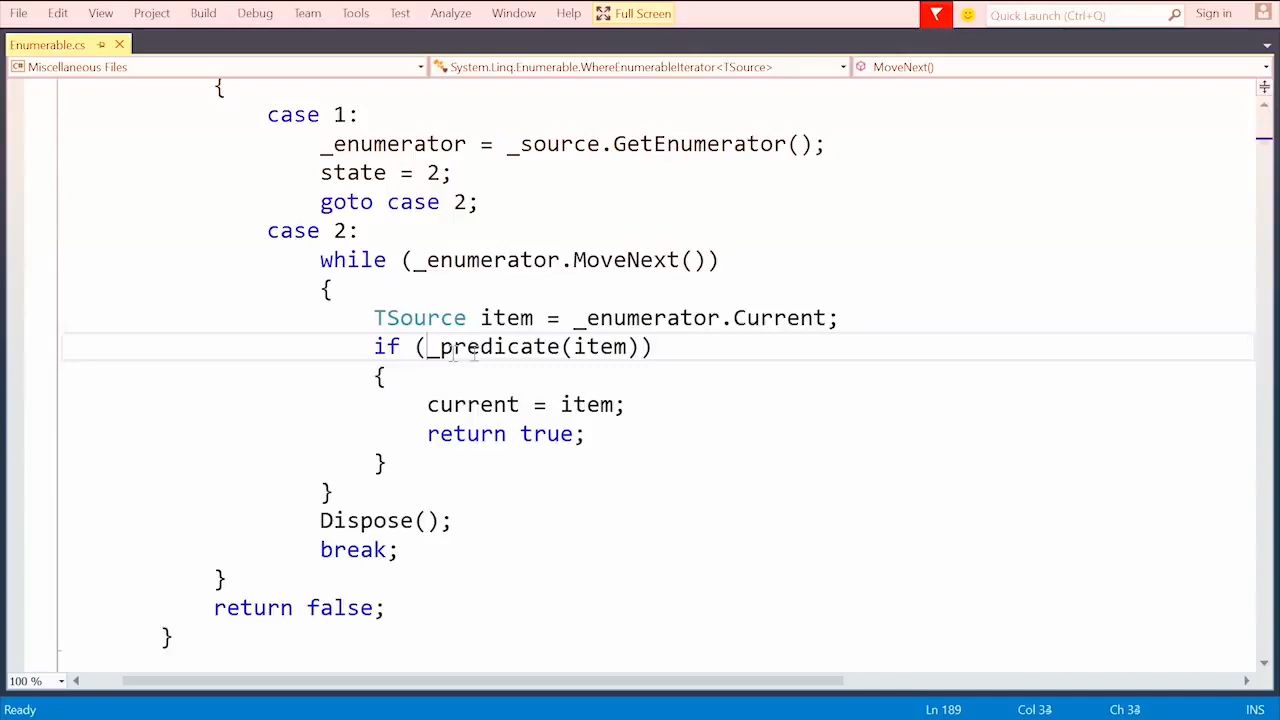 File Edit View Project Build Debug Team Tools Test Analyze Window Help Full Screen Quick Launch (Ctrl+Q) Sign in
Enumerable.cs
C# Miscellaneous Files System.Linq.Enumerable.WhereEnumerableIterator<TSource> MoveNext()
{
case 1:
_enumerator = _source.GetEnumerator();
state = 2;
goto case 2;
case 2:
while (_enumerator.MoveNext())
{
TSource item = _enumerator.Current;
if (_predicate(item))
{
current = item;
return true;
}
}
Dispose();
break;
}
return false;
}
100 %
Ready Ln 189 Col 33 Ch 33 INS